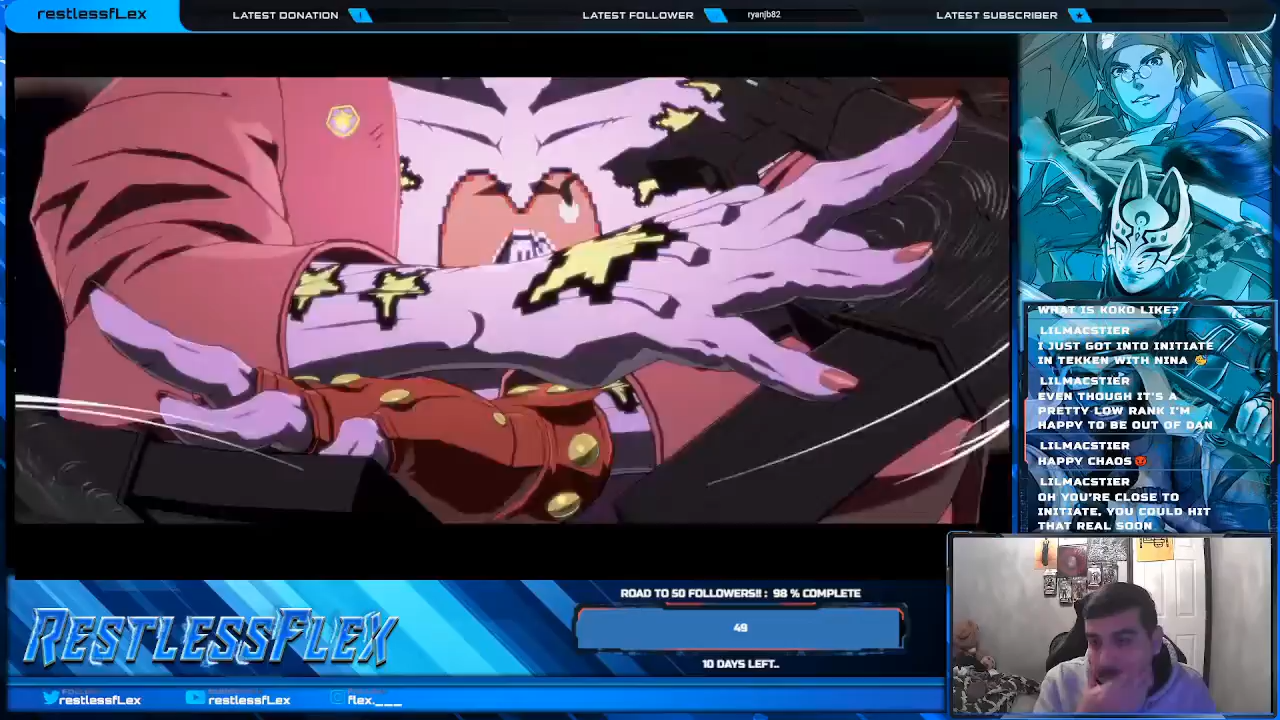 restlessfLex
LATEST DONATION
LATEST FOLLOWER
ryanjb82
LATEST SUBSCRIBER
WHAT IS KOKO LIKE?
LILMACSTIER
I JUST GOT INTO INITIATE
IN TEKKEN WITH NINA
LILMACSTIER
EVEN THOUGH IT'S A
PRETTY LOW RANK I'M
HAPPY TO BE OUT OF DAN
LILMACSTIER
HAPPY CHAOS
LILMACSTIER
OH YOU'RE CLOSE TO
INITIATE, YOU COULD HIT
THAT REAL SOON
RESTLESSFLEX
ROAD TO 50 FOLLOWERS!! : 98 % COMPLETE
49
10 DAYS LEFT..
restlessfLex
restlessfLex
flex.___